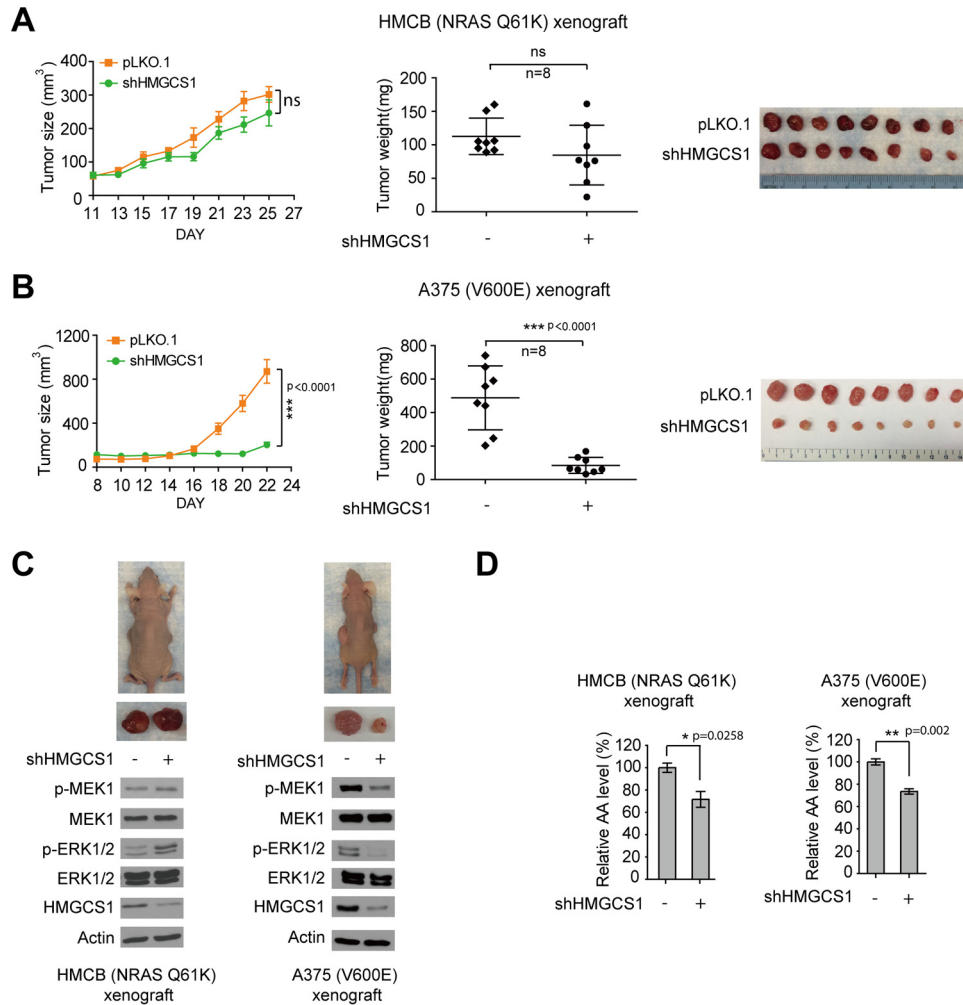 A
HMCB (NRAS Q61K) xenograft
Tumor size (mm³)
400
300
200
100
0
pLKO.1
shHMGCS1
ns
11 13 15 17 19 21 23 25 27
DAY
Tumor weight(mg)
200
150
100
50
0
ns
n=8
shHMGCS1 - +
pLKO.1
shHMGCS1
B
A375 (V600E) xenograft
Tumor size (mm³)
1200
800
400
0
pLKO.1
shHMGCS1
p<0.0001
***
8 10 12 14 16 18 20 22 24
DAY
Tumor weight(mg)
800
600
400
200
0
*** p<0.0001
n=8
shHMGCS1 - +
pLKO.1
shHMGCS1
C
shHMGCS1 - +
p-MEK1
MEK1
p-ERK1/2
ERK1/2
HMGCS1
Actin
HMCB (NRAS Q61K)
xenograft
shHMGCS1 - +
p-MEK1
MEK1
p-ERK1/2
ERK1/2
HMGCS1
Actin
A375 (V600E)
xenograft
D
HMCB (NRAS Q61K)
xenograft
Relative AA level (%)
120
100
80
60
40
20
0
* p=0.0258
shHMGCS1 - +
A375 (V600E)
xenograft
Relative AA level (%)
120
100
80
60
40
20
0
** p=0.002
shHMGCS1 - +